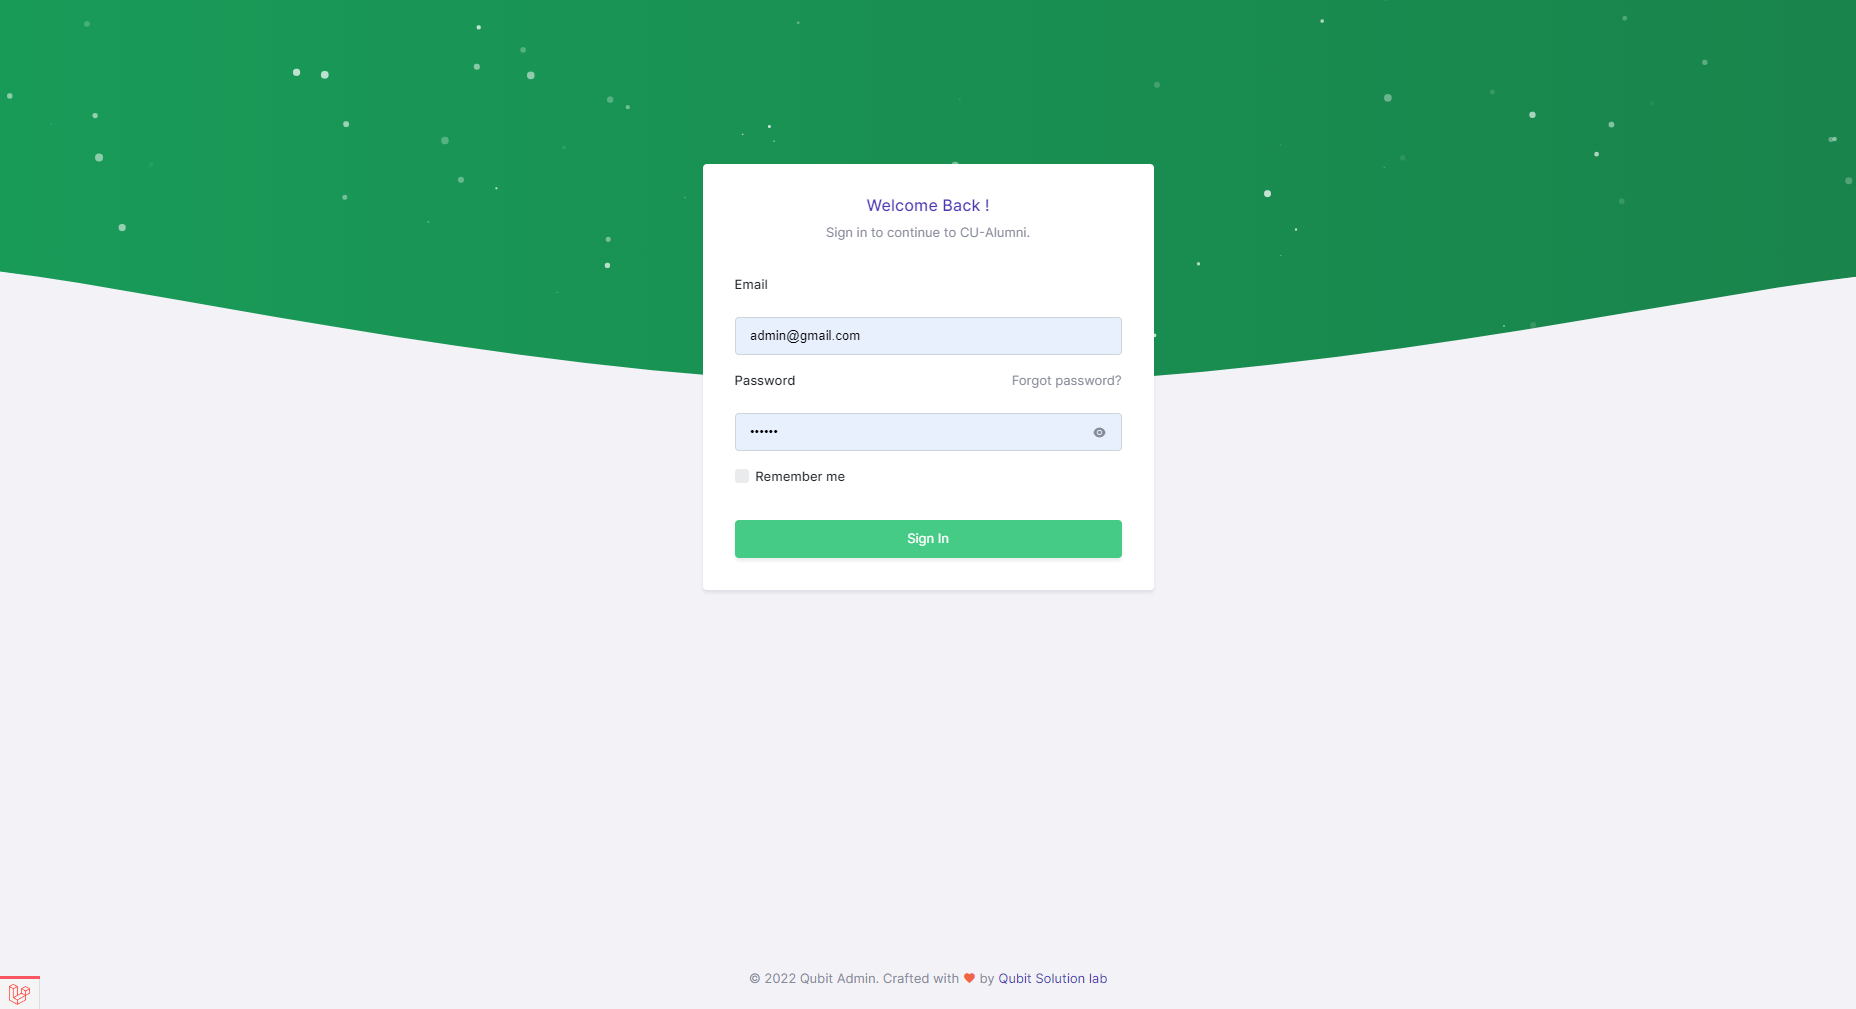 Welcome Back !
Sign in to continue to CU-Alumni.
Email
admin@gmail.com
Password Forgot password?
••••••
Remember me
Sign In
© 2022 Qubit Admin. Crafted with ❤ by Qubit Solution lab